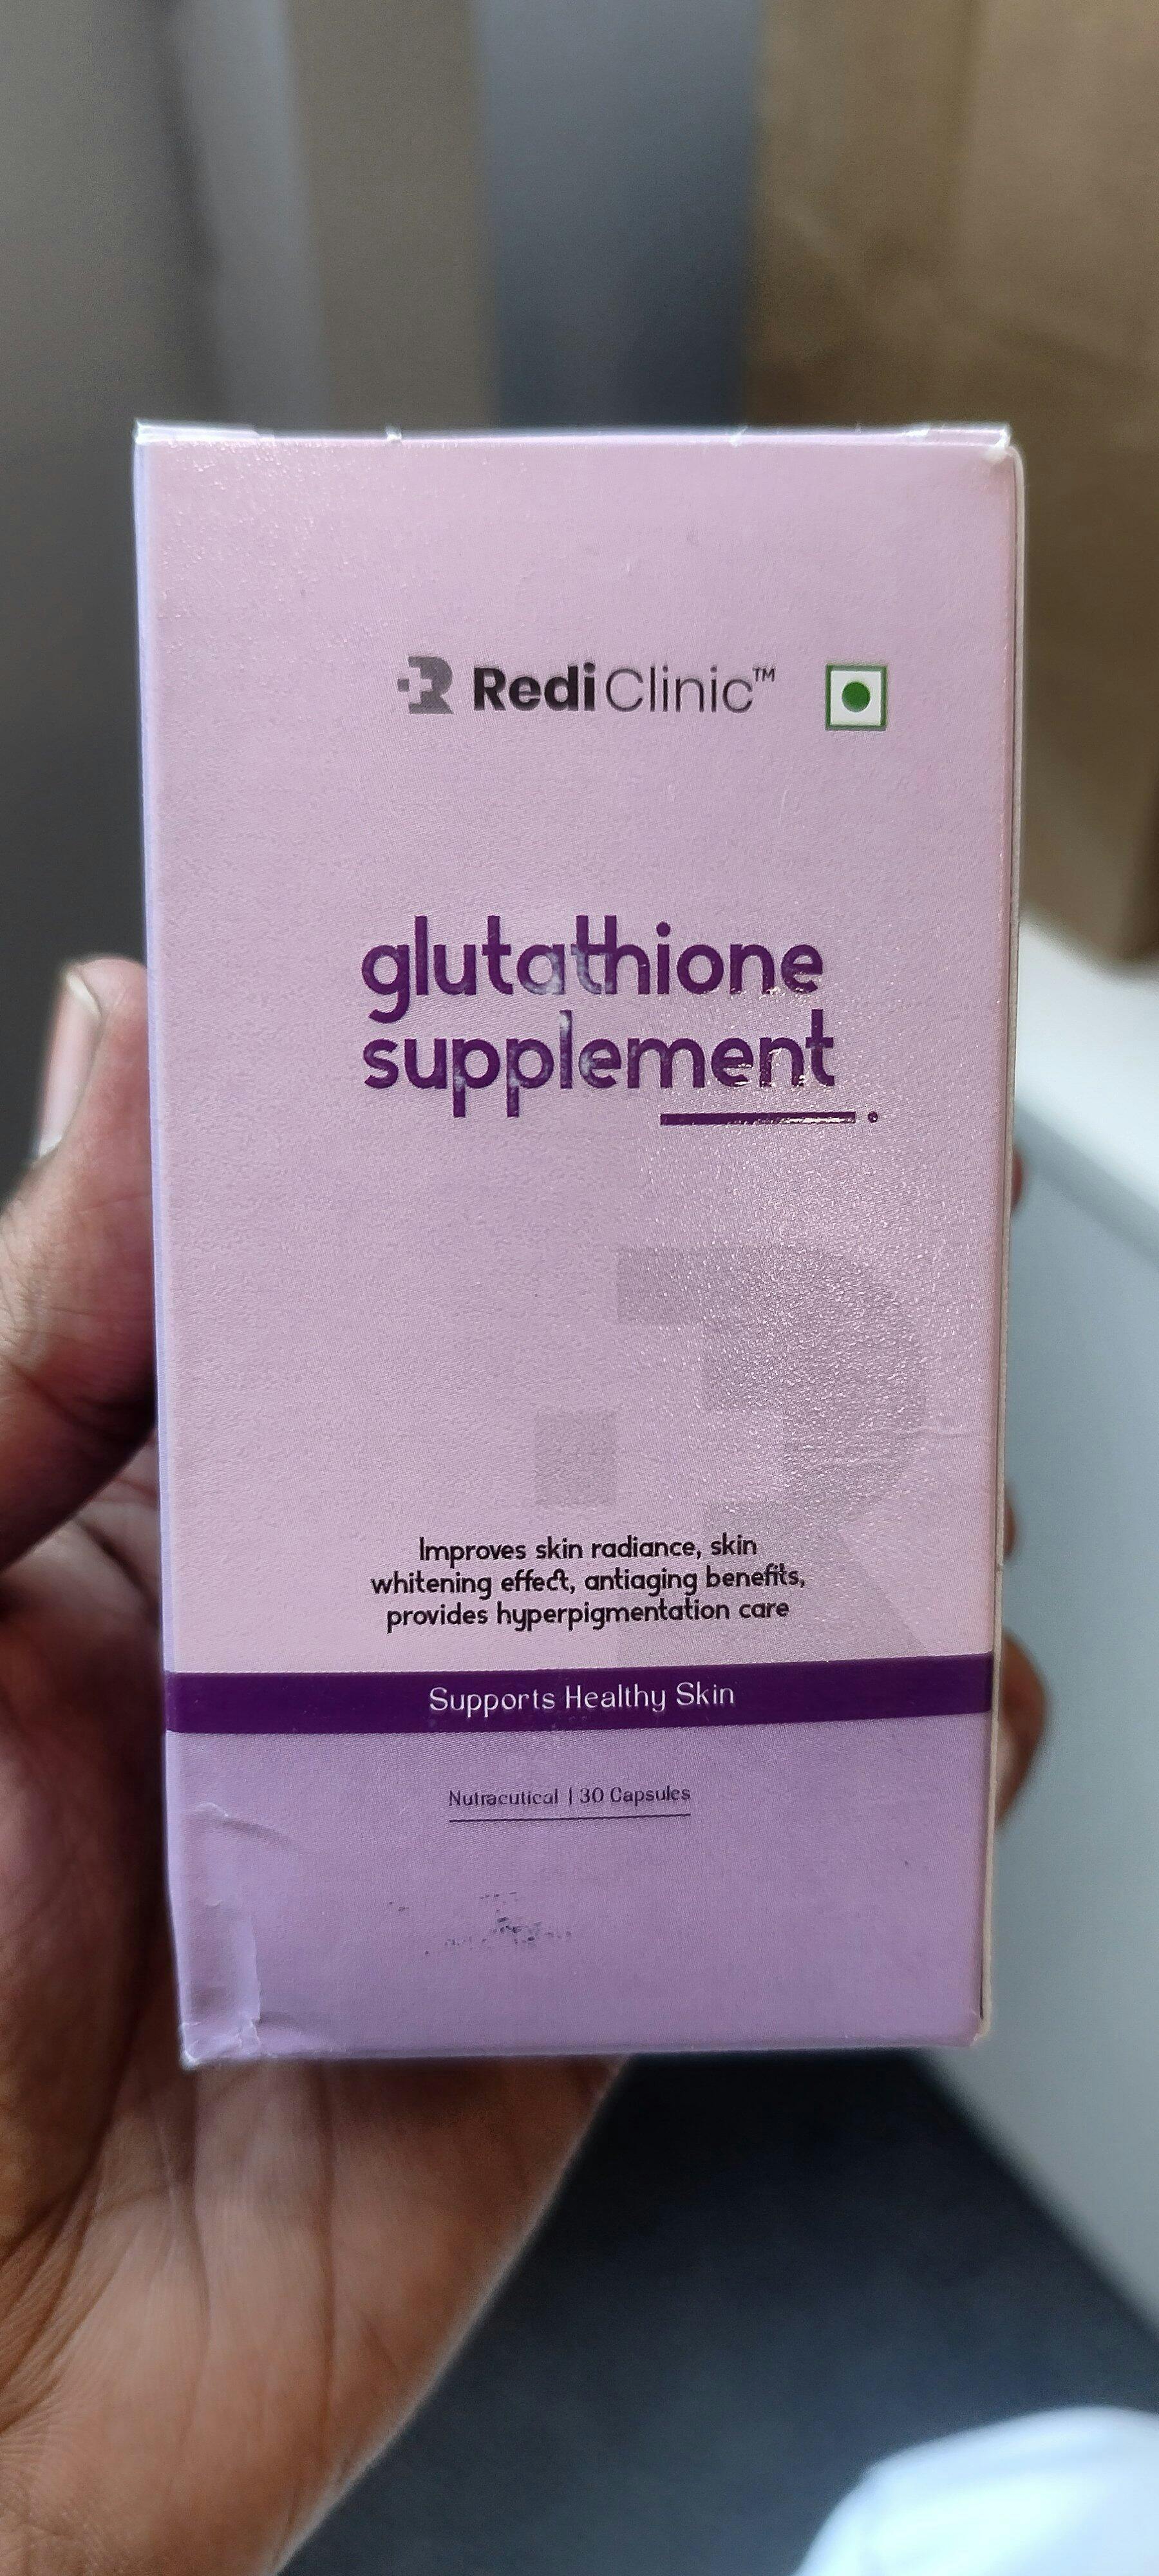 RediClinic™
glutathione
supplement
Improves skin radiance, skin
whitening effect, antiaging benefits,
provides hyperpigmentation care
Supports Healthy Skin
Nutracutical | 30 Capsules